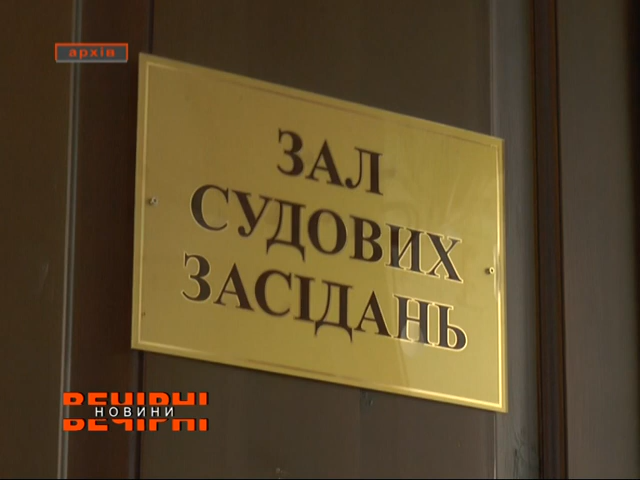 архів
ЗАЛ
СУДОВИХ
ЗАСІДАНЬ
ВЕЧІРНІ
НОВИНИ